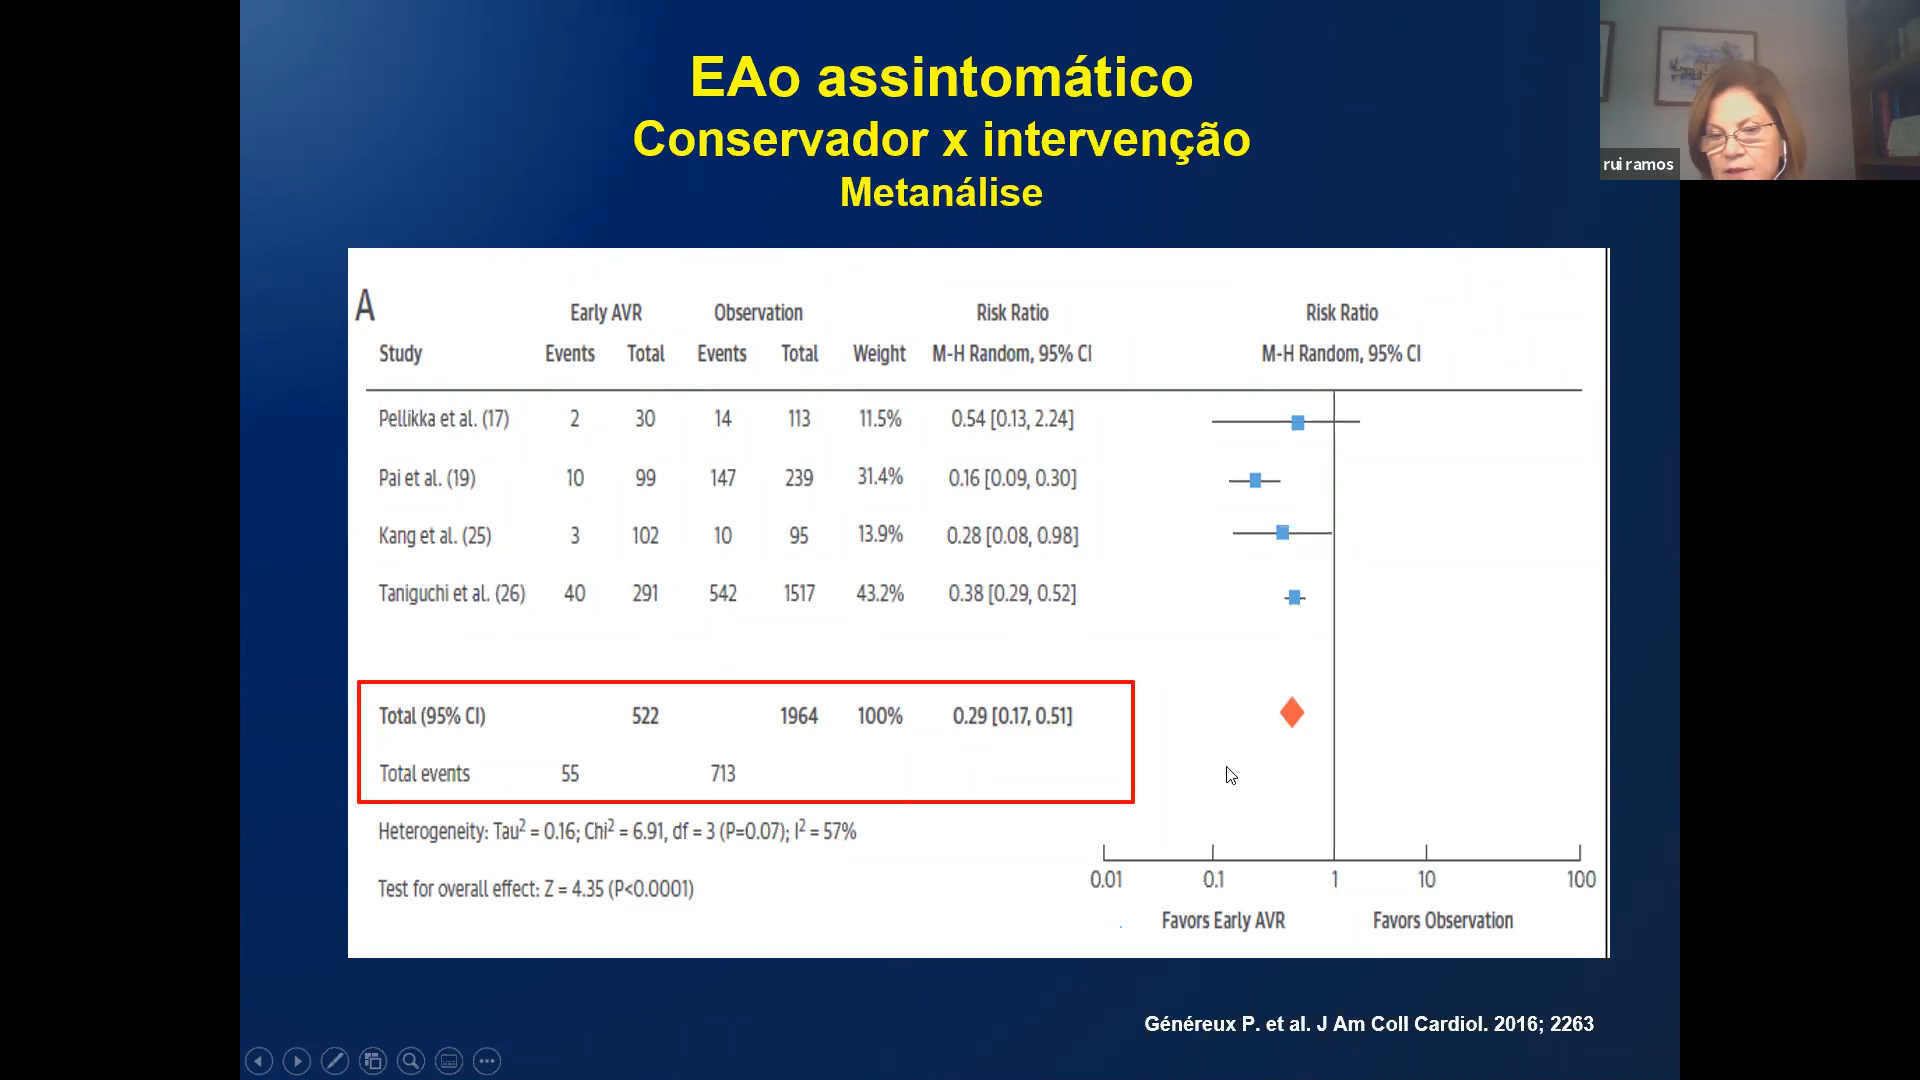 EAo assintomático
Conservador x intervenção
Metanálise
rui ramos
A
Early AVR Observation Risk Ratio Risk Ratio
Study Events Total Events Total Weight M-H Random, 95% CI M-H Random, 95% CI
Pellikka et al. (17) 2 30 14 113 11.5% 0.54 [0.13, 2.24]
Pai et al. (19) 10 99 147 239 31.4% 0.16 [0.09, 0.30]
Kang et al. (25) 3 102 10 95 13.9% 0.28 [0.08, 0.98]
Taniguchi et al. (26) 40 291 542 1517 43.2% 0.38 [0.29, 0.52]
Total (95% CI) 522 1964 100% 0.29 [0.17, 0.51]
Total events 55 713
Heterogeneity: Tau² = 0.16; Chi² = 6.91, df = 3 (P=0.07); I² = 57%
Test for overall effect: Z = 4.35 (P<0.0001)
0.01 0.1 1 10 100
Favors Early AVR Favors Observation
Généreux P. et al. J Am Coll Cardiol. 2016; 2263